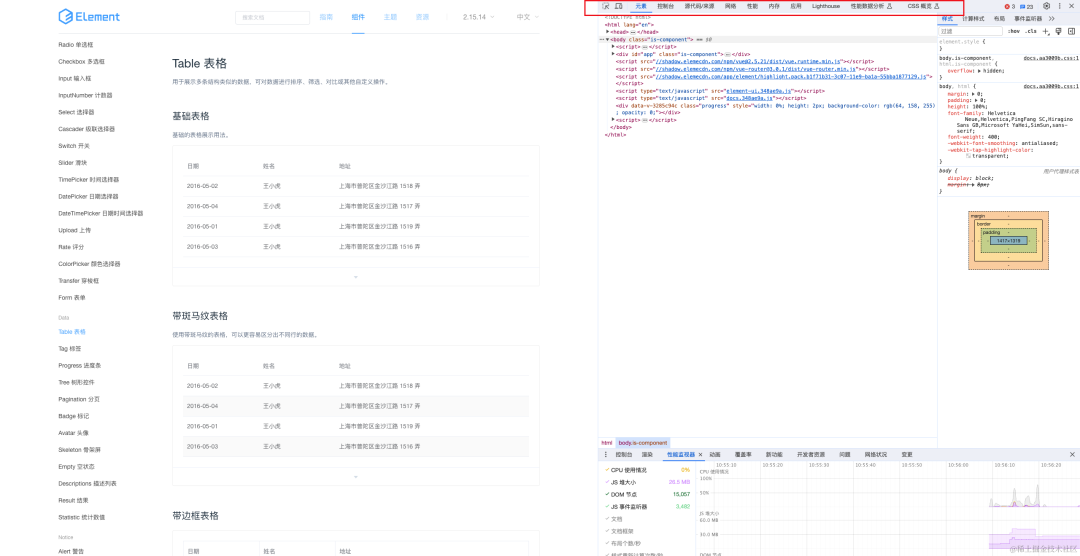 Element
搜索文档
指南
组件
主题
资源
2.15.14
中文
Radio 单选框
Checkbox 多选框
Input 输入框
InputNumber 计数器
Select 选择器
Cascader 级联选择器
Switch 开关
Slider 滑块
TimePicker 时间选择器
DatePicker 日期选择器
DateTimePicker 日期时间选择器
Upload 上传
Rate 评分
ColorPicker 颜色选择器
Transfer 穿梭框
Form 表单
Data
Table 表格
Tag 标签
Progress 进度条
Tree 树形控件
Pagination 分页
Badge 标记
Avatar 头像
Skeleton 骨架屏
Empty 空状态
Descriptions 描述列表
Result 结果
Statistic 统计数值
Notice
Alert 警告
Table 表格
用于展示多条结构类似的数据，可对数据进行排序、筛选、对比或其他自定义操作。
基础表格
基础的表格展示用法。
日期 姓名 地址
2016-05-02 王小虎 上海市普陀区金沙江路 1518 弄
2016-05-04 王小虎 上海市普陀区金沙江路 1517 弄
2016-05-01 王小虎 上海市普陀区金沙江路 1519 弄
2016-05-03 王小虎 上海市普陀区金沙江路 1516 弄
带斑马纹表格
使用带斑马纹的表格，可以更容易区分出不同行的数据。
日期 姓名 地址
2016-05-02 王小虎 上海市普陀区金沙江路 1518 弄
2016-05-04 王小虎 上海市普陀区金沙江路 1517 弄
2016-05-01 王小虎 上海市普陀区金沙江路 1519 弄
2016-05-03 王小虎 上海市普陀区金沙江路 1516 弄
带边框表格
日期 姓名 地址
元素 控制台 源代码/来源 网络 性能 内存 应用 Lighthouse 性能数据分析 CSS 概览 3 23
<!DOCTYPE html>
<html lang="en">
<head>⋯</head>
<body class="is-component"> == $0
<script>⋯</script>
<div id="app" class="is-component">⋯</div>
<script src="//shadow.elemecdn.com/npm/vue@2.5.21/dist/vue.runtime.min.js"></script>
<script src="//shadow.elemecdn.com/npm/vue-router@3.0.1/dist/vue-router.min.js"></script>
<script src="//shadow.elemecdn.com/app/element/highlight.pack.b1f71b31-3c07-11e9-ba1a-55bba1877129.js">
</script>
<script type="text/javascript" src="element-ui.348ae9a.js"></script>
<script type="text/javascript" src="docs.348ae9a.js"></script>
<div data-v-3285c94c class="progress" style="width: 0%; height: 2px; background-color: rgb(64, 158, 255)
; opacity: 0;"></div>
<script>⋯</script>
</body>
</html>
html body.is-component
样式 计算样式 布局 事件监听器
过滤 :hov .cls
element.style {
}
body.is-component, docs.aa3009b.css:1
html.is-component {
overflow: hidden;
}
body, html { docs.aa3009b.css:1
margin: 0;
padding: 0;
height: 100%;
font-family: Helvetica
Neue,Helvetica,PingFang SC,Hiragino
Sans GB,Microsoft YaHei,SimSun,sans-
serif;
font-weight: 400;
-webkit-font-smoothing: antialiased;
-webkit-tap-highlight-color:
transparent;
}
body { 用户代理样式表
display: block;
margin: 8px;
}
margin
border
padding
1417×1319
控制台 渲染 性能监视器 动画 覆盖率 新功能 开发者资源 问题 网络状况 变更
CPU 使用情况 0%
JS 堆大小 28.5 MB
DOM 节点 15,057
JS 事件监听器
文档
文档框架
布局个数/秒
10:55:10 10:55:20 10:55:30 10:55:40 10:55:50 10:56:00 10:56:10 10:56:20
CPU 使用情况
100%
50%
JS 堆大小
60.0 MB
30.0 MB
DOM 节点
@稀土掘金技术社区